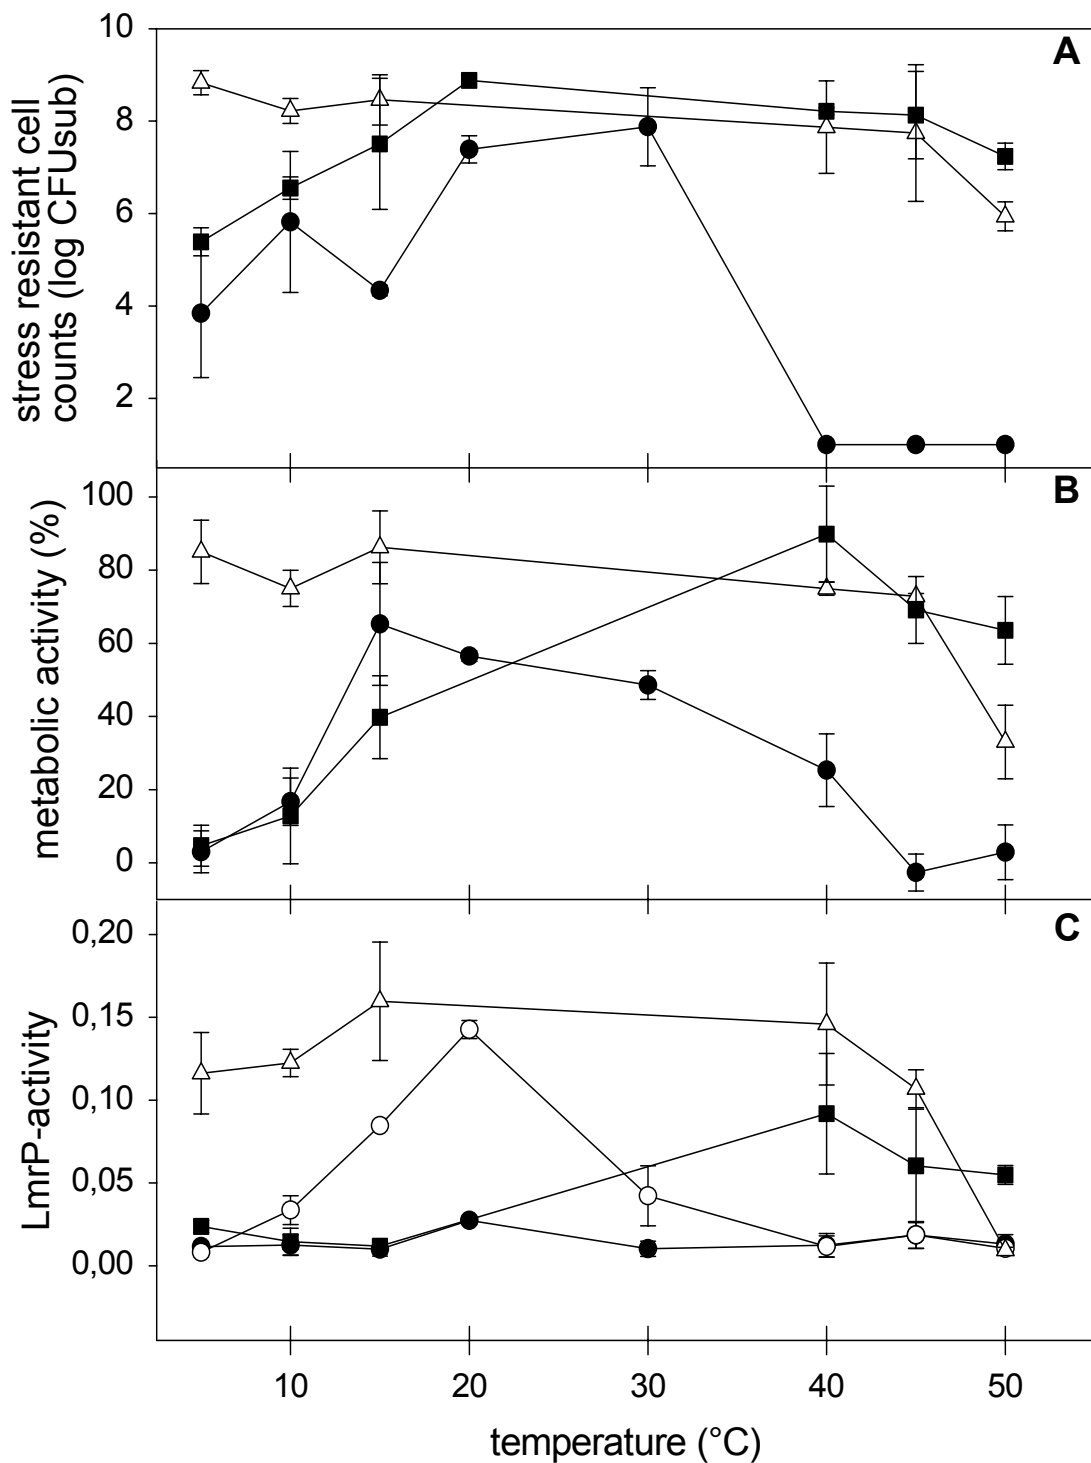 A
stress resistant cell
counts (log CFUsub)
10
8
6
4
2
B
metabolic activity (%)
100
80
60
40
20
0
C
LmrP-activity
0,20
0,15
0,10
0,05
0,00
10 20 30 40 50
temperature (°C)